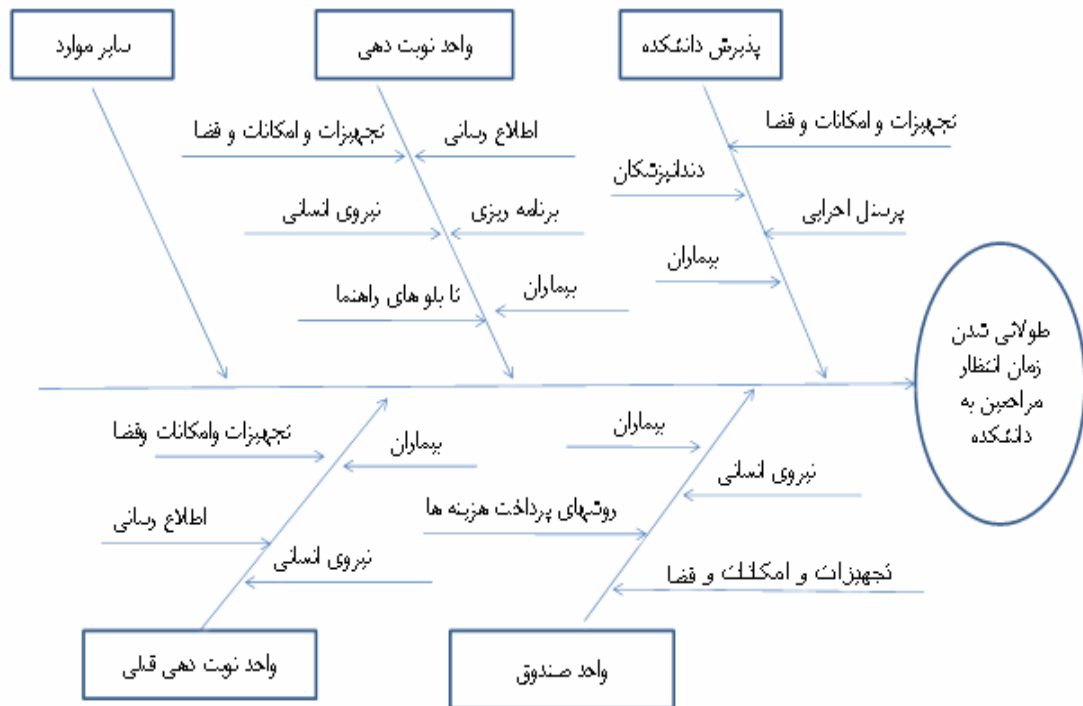 پذیرش دانشکده
واحد نوبت دهی
سایر موارد
تجهیزات و امکانات و فضا
دندانپزشکان
پرسنل اجرایی
بیماران
اطلاع رسانی
تجهیزات و امکانات و فضا
برنامه ریزی
نیروی انسانی
بیماران
تا بلو های راهنما
طولانی شدن
زمان انتظار
مراجعین به
دانشکده
بیماران
نیروی انسانی
روشهای پرداخت هزینه ها
تجهیزات و امکانات و فضا
تجهیزات وامکانات وفضا
بیماران
اطلاع رسانی
نیروی انسانی
واحد صندوق
واحد نوبت دهی قبلی